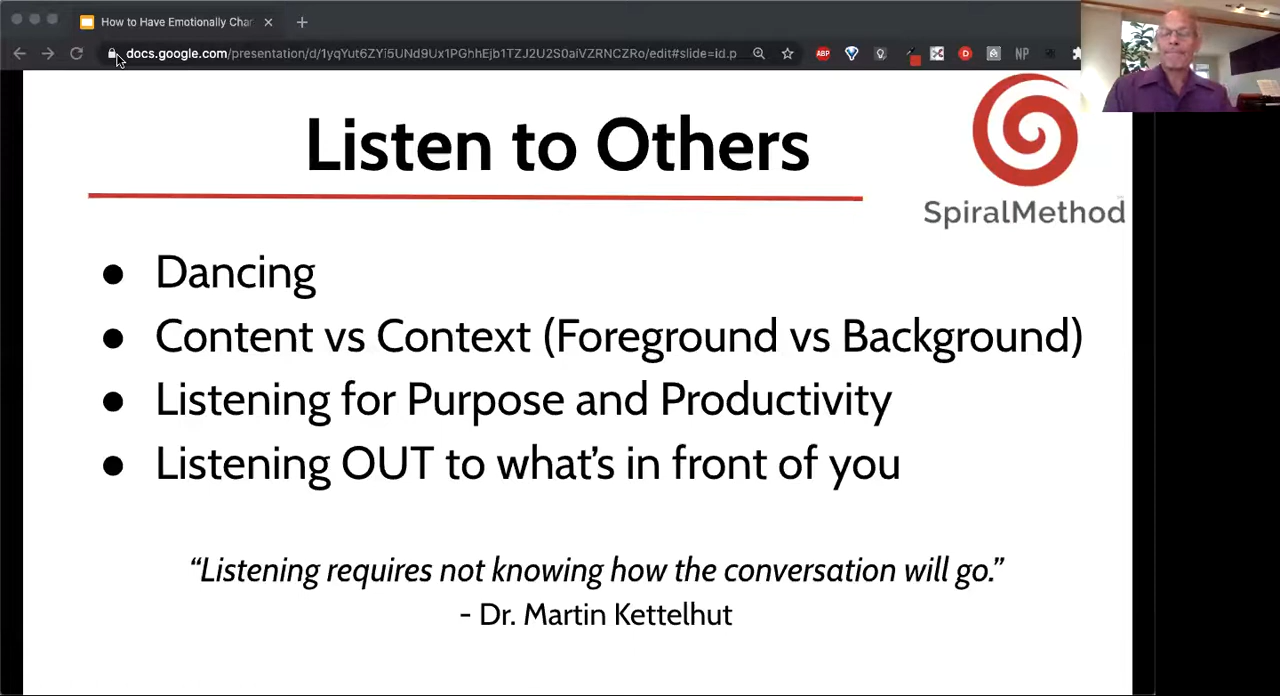 How to Have Emotionally Char
docs.google.com/presentation/d/1yqYut6ZYi5UNd9Ux1PGhhEjb1TZJ2U2S0aiVZRNCZRo/edit#slide=id.p
ABP
D
NP
Listen to Others
SpiralMethod
● Dancing
● Content vs Context (Foreground vs Background)
● Listening for Purpose and Productivity
● Listening OUT to what’s in front of you
“Listening requires not knowing how the conversation will go.”
- Dr. Martin Kettelhut